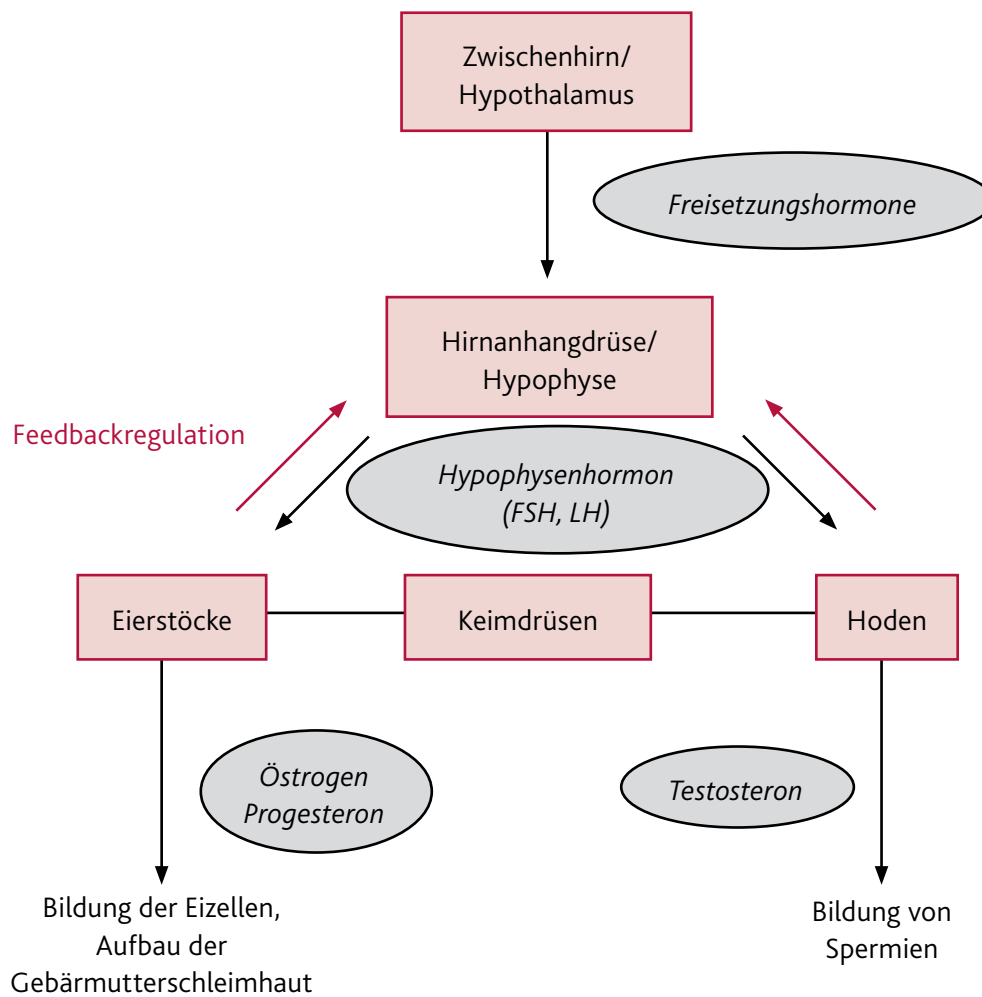 Zwischenhirn/
Hypothalamus
Freisetzungshormone
Hirnanhangdrüse/
Hypophyse
Feedbackregulation
Hypophysenhormon
(FSH, LH)
Eierstöcke
Keimdrüsen
Hoden
Östrogen
Progesteron
Testosteron
Bildung der Eizellen,
Aufbau der
Gebärmutterschleimhaut
Bildung von
Spermien